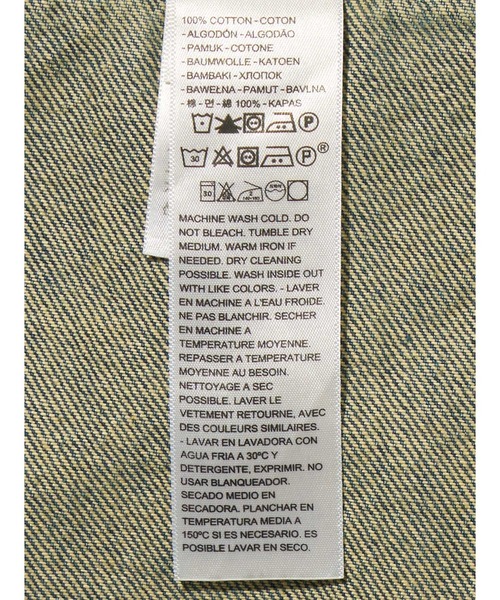 100% COTTON - COTON
- ALGODÓN - ALGODÃO
- PAMUK - COTONE
- BAUMWOLLE - KATOEN
- BAMBAKI - ХЛОПОК
- BAWEŁNA - PAMUT - BAVLNA
- 棉 - 면 - 綿 100% - KAPAS
P
30 P ®
30
MACHINE WASH COLD. DO
NOT BLEACH. TUMBLE DRY
MEDIUM. WARM IRON IF
NEEDED. DRY CLEANING
POSSIBLE. WASH INSIDE OUT
WITH LIKE COLORS. - LAVER
EN MACHINE A L'EAU FROIDE.
NE PAS BLANCHIR. SECHER
EN MACHINE A
TEMPERATURE MOYENNE.
REPASSER A TEMPERATURE
MOYENNE AU BESOIN.
NETTOYAGE A SEC
POSSIBLE. LAVER LE
VETEMENT RETOURNE, AVEC
DES COULEURS SIMILAIRES.
- LAVAR EN LAVADORA CON
AGUA FRIA A 30ºC Y
DETERGENTE, EXPRIMIR. NO
USAR BLANQUEADOR.
SECADO MEDIO EN
SECADORA. PLANCHAR EN
TEMPERATURA MEDIA A
150ºC SI ES NECESARIO. ES
POSIBLE LAVAR EN SECO.